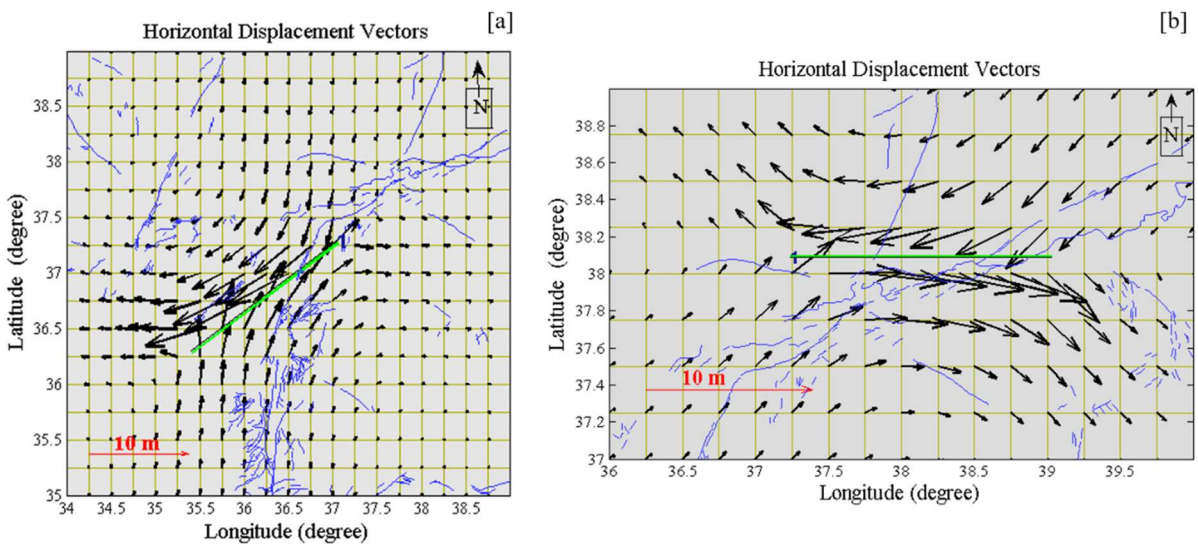 [a]
Horizontal Displacement Vectors
N
38.5
38
37.5
37
36.5
36
35.5
35
Latitude (degree)
10 m
34 34.5 35 35.5 36 36.5 37 37.5 38 38.5
Longitude (degree)
[b]
Horizontal Displacement Vectors
N
38.8
38.6
38.4
38.2
38
37.8
37.6
37.4
37.2
37
Latitude (degree)
10 m
36 36.5 37 37.5 38 38.5 39 39.5
Longitude (degree)